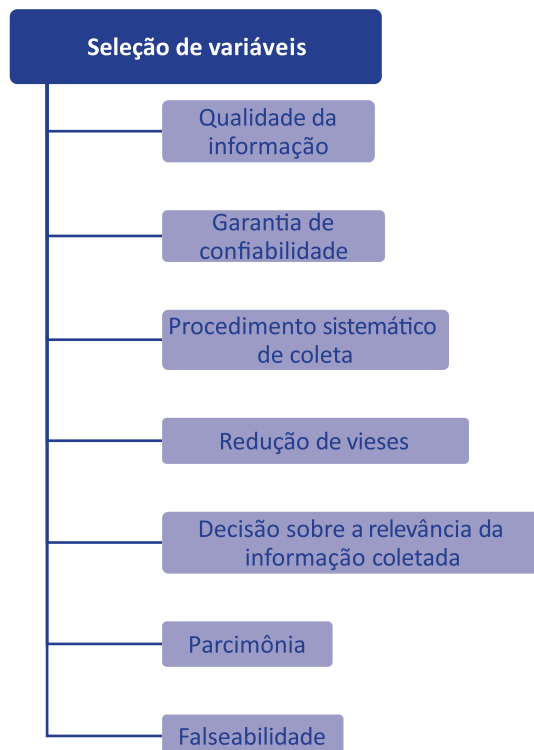 Seleção de variáveis
Qualidade da
informação
Garantia de
confiabilidade
Procedimento sistemático
de coleta
Redução de vieses
Decisão sobre a relevância da
informação coletada
Parcimônia
Falseabilidade